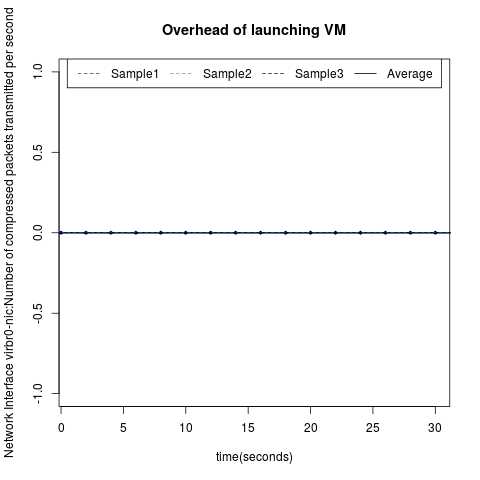 Overhead of launching VM
Network Interface virbr0-nic:Number of compressed packets transmitted per second
Sample1 Sample2 Sample3 Average
1.0
0.5
0.0
-0.5
-1.0
0 5 10 15 20 25 30
time(seconds)